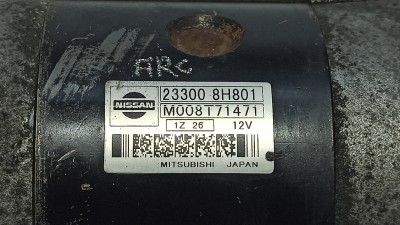 ARC
NISSAN
23300 8H801
M008T71471
1Z 26 12V
MITSUBISHI JAPAN